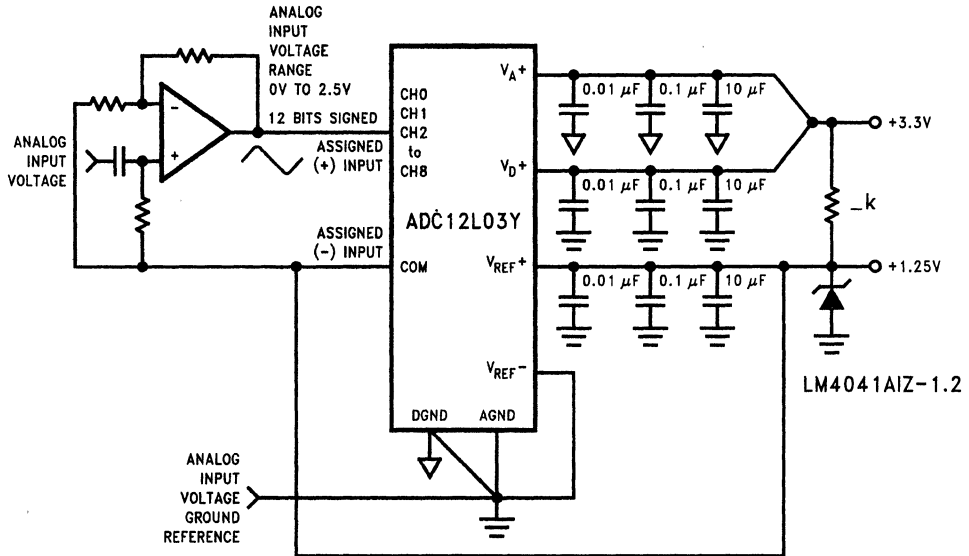 ANALOG
INPUT
VOLTAGE
RANGE
0V TO 2.5V
12 BITS SIGNED
ASSIGNED
(+) INPUT
ANALOG
INPUT
VOLTAGE
−
+
ASSIGNED
(−) INPUT
CH0
CH1
CH2
to
CH8
COM
ADC12L03Y
VA+
VD+
VREF+
VREF−
DGND
AGND
0.01 μF
0.1 μF
10 μF
0.01 μF
0.1 μF
10 μF
0.01 μF
0.1 μF
10 μF
+3.3V
_k
+1.25V
LM4041AIZ-1.2
ANALOG
INPUT
VOLTAGE
GROUND
REFERENCE